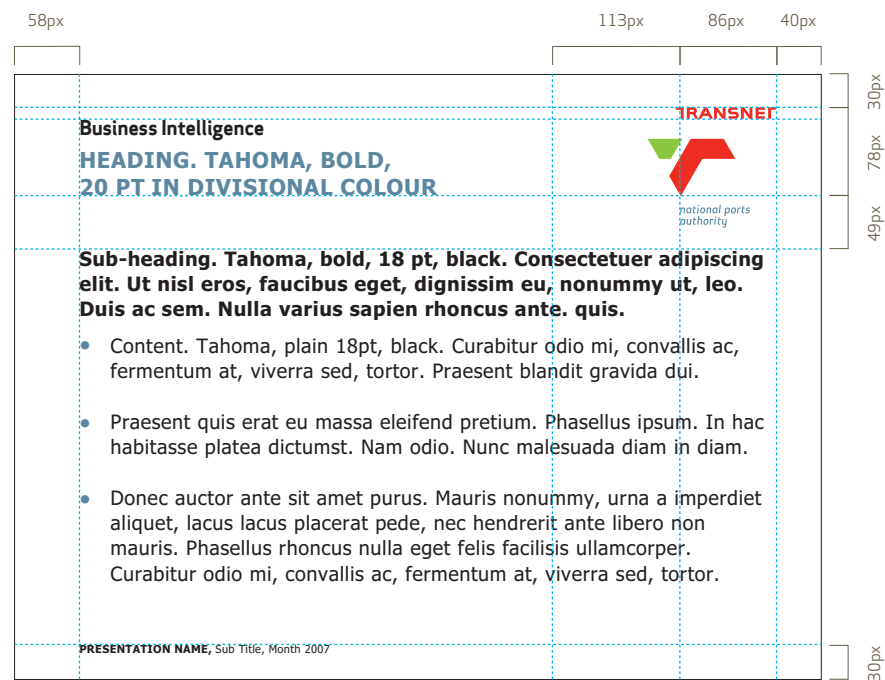 58px
113px
86px
40px
30px
TRANSNET
Business Intelligence
HEADING. TAHOMA, BOLD,
20 PT IN DIVISIONAL COLOUR
78px
national ports
authority
49px
Sub-heading. Tahoma, bold, 18 pt, black. Consectetuer adipiscing
elit. Ut nisl eros, faucibus eget, dignissim eu, nonummy ut, leo.
Duis ac sem. Nulla varius sapien rhoncus ante. quis.
• Content. Tahoma, plain 18pt, black. Curabitur odio mi, convallis ac,
fermentum at, viverra sed, tortor. Praesent blandit gravida dui.
• Praesent quis erat eu massa eleifend pretium. Phasellus ipsum. In hac
habitasse platea dictumst. Nam odio. Nunc malesuada diam in diam.
• Donec auctor ante sit amet purus. Mauris nonummy, urna a imperdiet
aliquet, lacus lacus placerat pede, nec hendrerit ante libero non
mauris. Phasellus rhoncus nulla eget felis facilisis ullamcorper.
Curabitur odio mi, convallis ac, fermentum at, viverra sed, tortor.
PRESENTATION NAME, Sub Title, Month 2007
30px